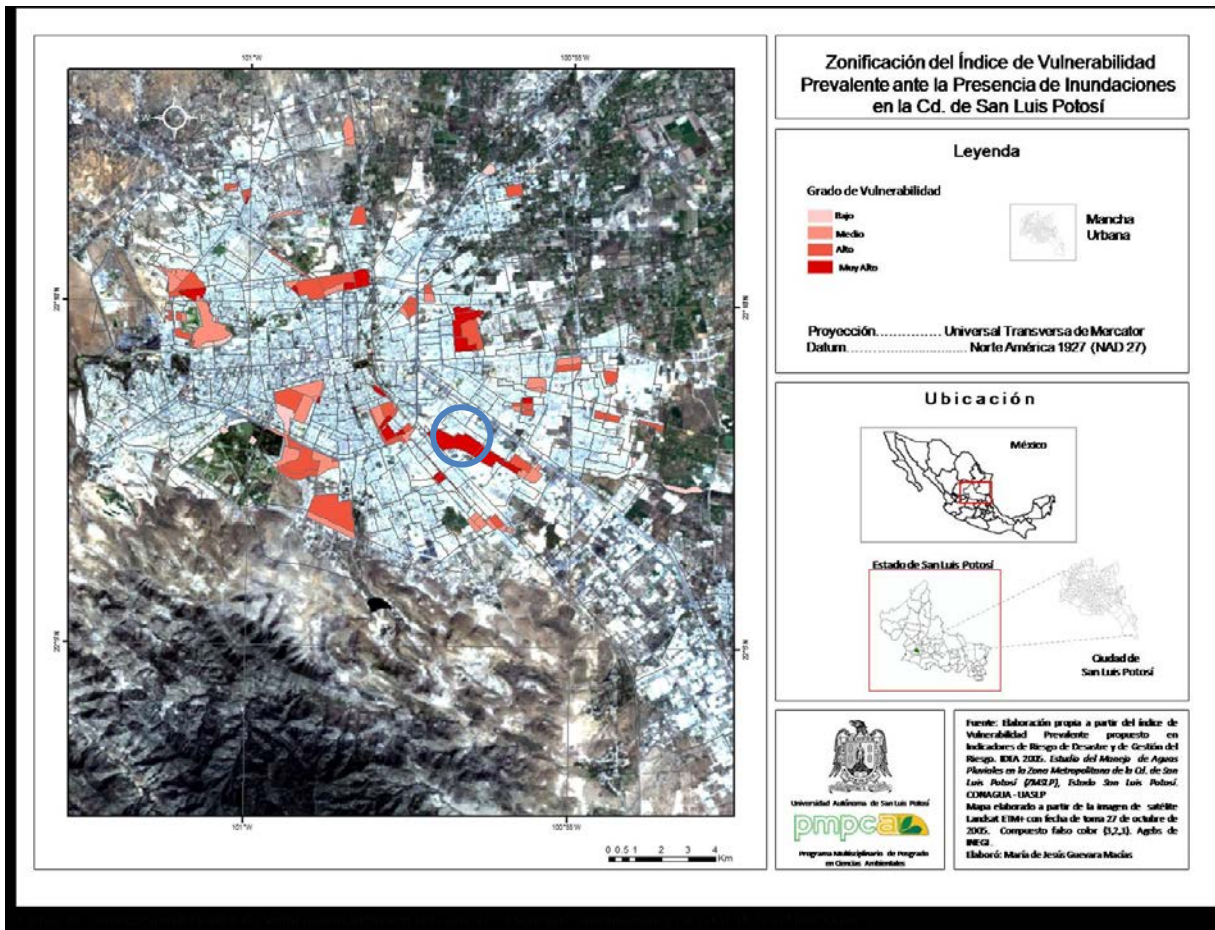 Zonificación del Índice de Vulnerabilidad
Prevalente ante la Presencia de Inundaciones
en la Cd. de San Luis Potosí
Leyenda
Grado de Vulnerabilidad
Bajo
Medio
Alto
Muy Alto
Mancha
Urbana
Proyección.............. Universal Transversa de Mercator
Datum.......................... Norte América 1927 (NAD 27)
Ubicación
México
Estado de San Luis Potosí
Ciudad de
San Luis Potosí
Universidad Autónoma de San Luis Potosí
pmpca
Programa Multidisciplinario de Posgrado
en Ciencias Ambientales
Fuente: Elaboración propia a partir del índice de
Vulnerabilidad Prevalente propuesto en
Indicadores de Riesgo de Desastre y de Gestión del
Riesgo. IDEA 2005. Estudio del Manejo de Aguas
Pluviales en la Zona Metropolitana de la Cd. de San
Luis Potosí (ZMSLP), Estado San Luis Potosí.
CONAGUA - UASLP
Mapa elaborado a partir de la imagen de satélite
Landsat ETM+ con fecha de toma 27 de octubre de
2005. Compuesto falso color (3,2,1). Agebs de
INEGI.
Elaboró: María de Jesús Guevara Macías
101°W
100°55'W
22°10'N
22°10'N
22°5'N
22°5'N
101°W
100°55'W
0 0.5 1 2 3 4
Km